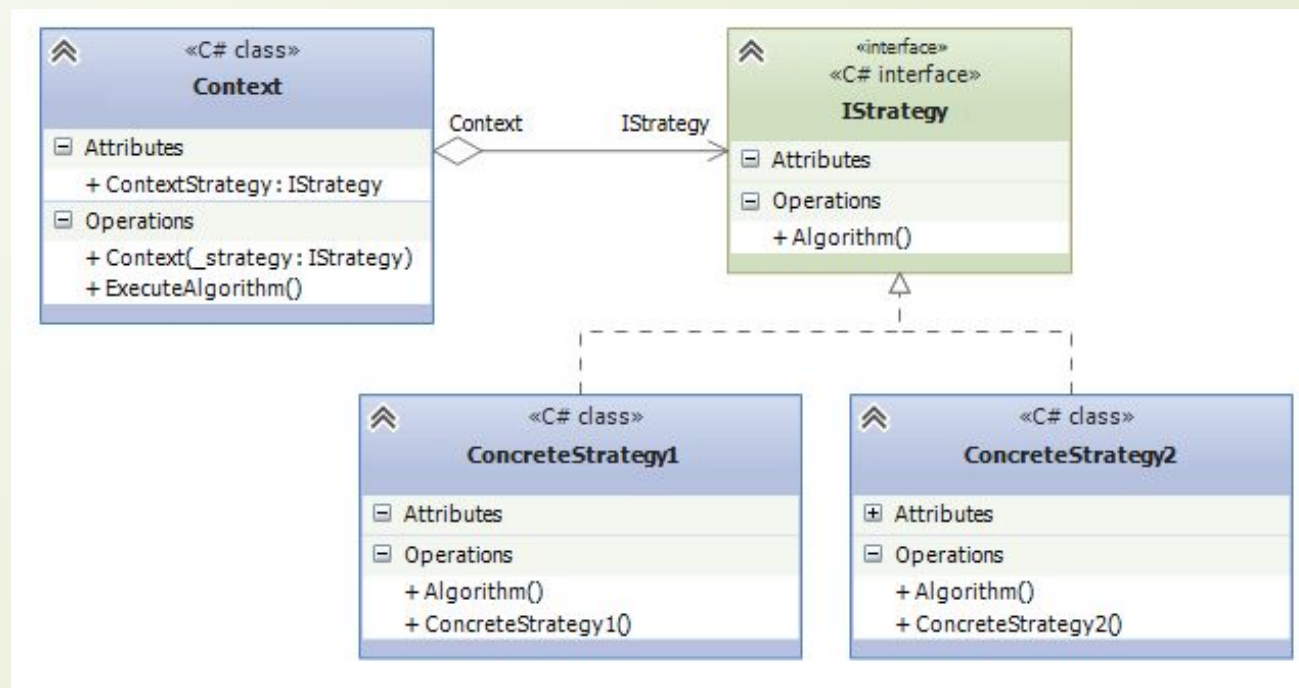 «C# class»
Context
Attributes
+ ContextStrategy : IStrategy
Operations
+ Context(_strategy : IStrategy)
+ ExecuteAlgorithm()
Context
IStrategy
«interface»
«C# interface»
IStrategy
Attributes
Operations
+ Algorithm()
«C# class»
ConcreteStrategy1
Attributes
Operations
+ Algorithm()
+ ConcreteStrategy1()
«C# class»
ConcreteStrategy2
Attributes
Operations
+ Algorithm()
+ ConcreteStrategy2()